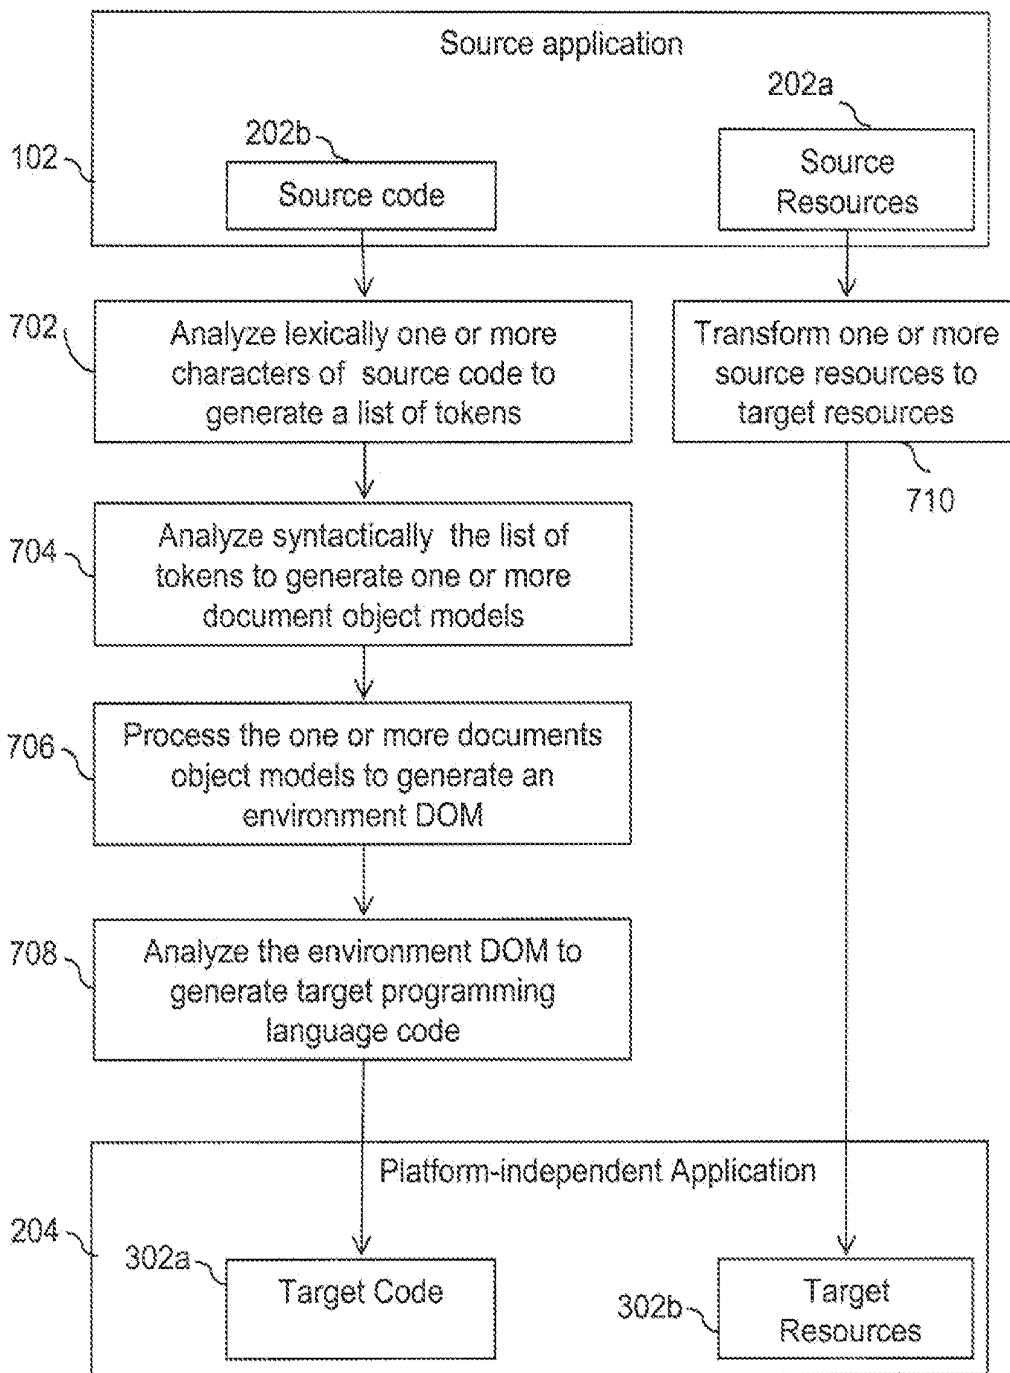 Source application
202a
202b
102
Source code
Source
Resources
702
Analyze lexically one or more
characters of source code to
generate a list of tokens
Transform one or more
source resources to
target resources
710
704
Analyze syntactically the list of
tokens to generate one or more
document object models
706
Process the one or more documents
object models to generate an
environment DOM
708
Analyze the environment DOM to
generate target programming
language code
Platform-independent Application
204
302a
Target Code
302b
Target
Resources